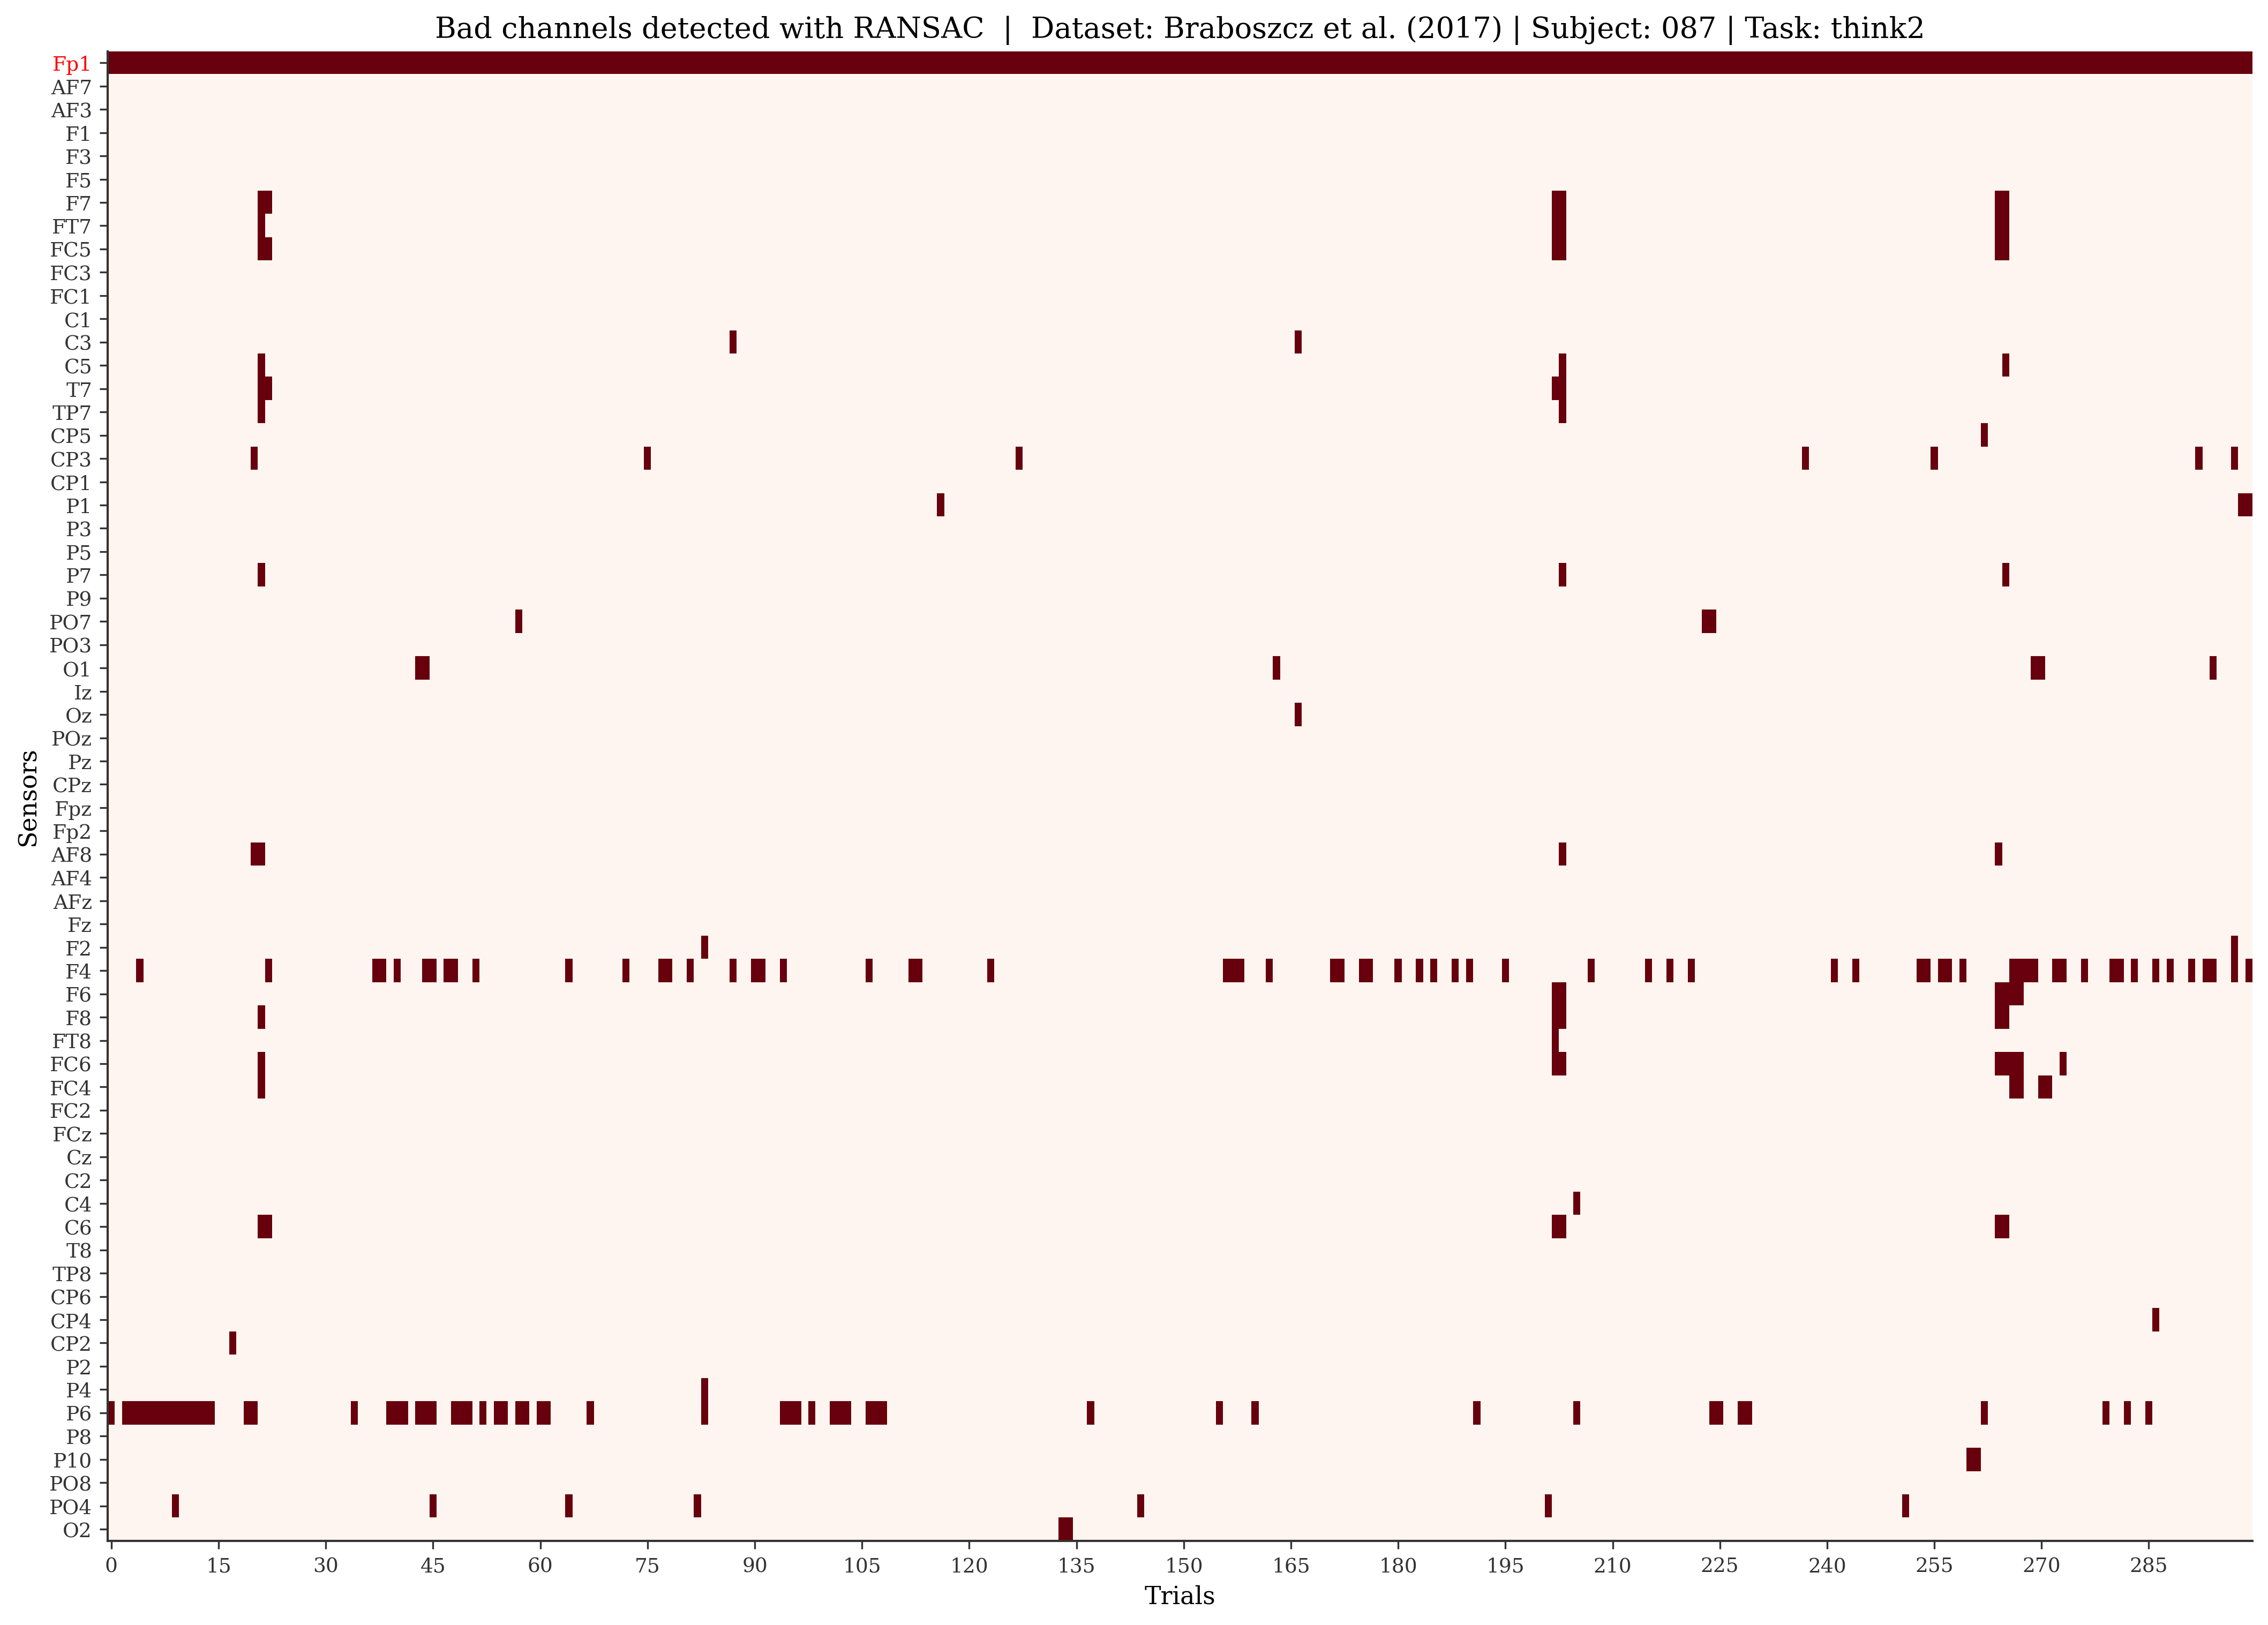 Bad channels detected with RANSAC | Dataset: Braboszcz et al. (2017) | Subject: 087 | Task: think2
Fp1
AF7
AF3
F1
F3
F5
F7
FT7
FC5
FC3
FC1
C1
C3
C5
T7
TP7
CP5
CP3
CP1
P1
P3
P5
P7
P9
PO7
PO3
O1
Iz
Oz
POz
Pz
CPz
Fpz
Fp2
AF8
AF4
AFz
Fz
F2
F4
F6
F8
FT8
FC6
FC4
FC2
FCz
Cz
C2
C4
C6
T8
TP8
CP6
CP4
CP2
P2
P4
P6
P8
P10
PO8
PO4
O2
Sensors
0 15 30 45 60 75 90 105 120 135 150 165 180 195 210 225 240 255 270 285
Trials